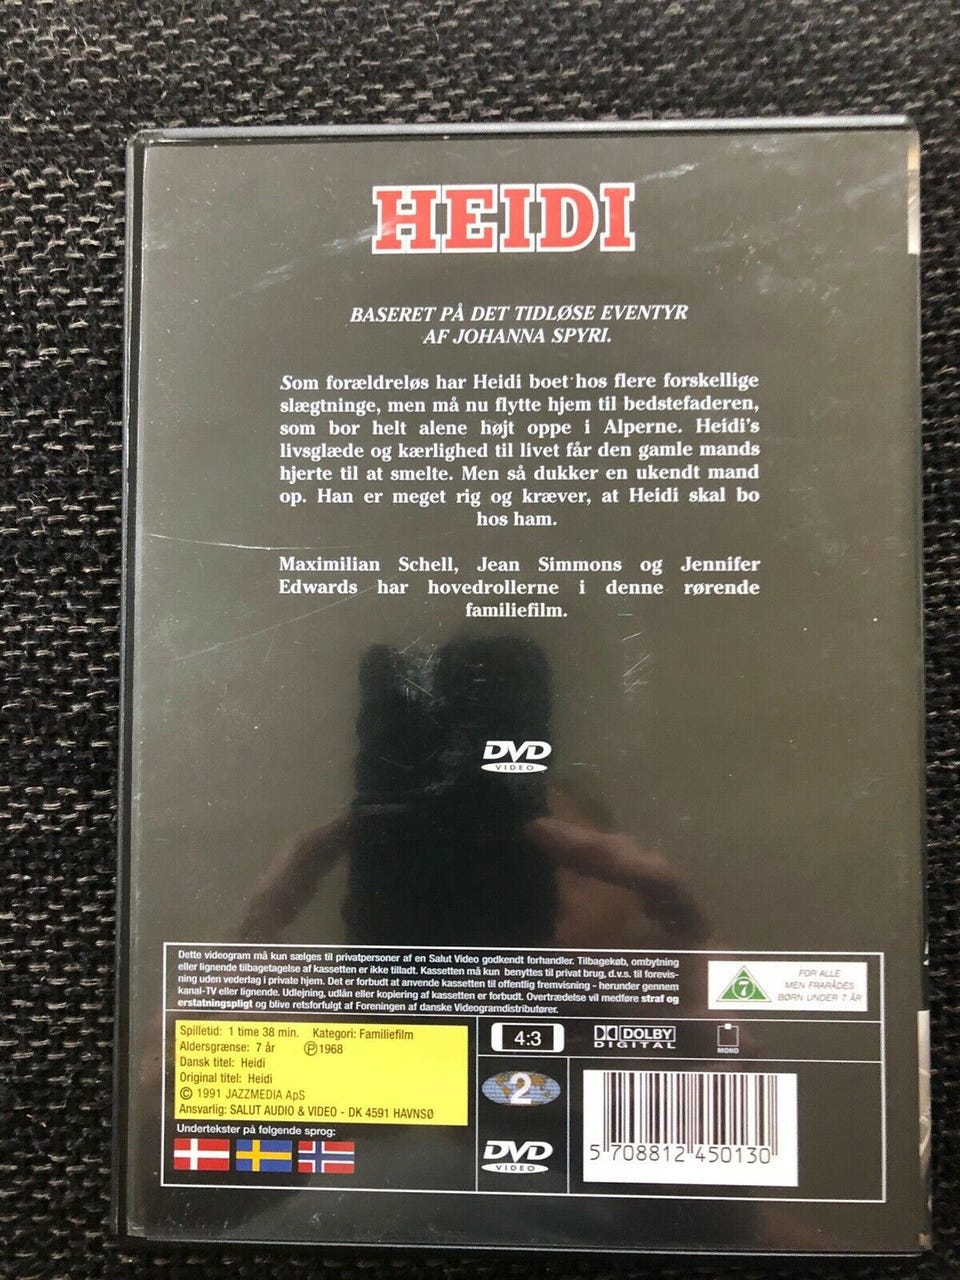 HEIDI
BASERET PÅ DET TIDLØSE EVENTYR
AF JOHANNA SPYRI.
Som forældreløs har Heidi boet hos flere forskellige
slægtninge, men må nu flytte hjem til bedstefaderen,
som bor helt alene højt oppe i Alperne. Heidi's
livsglæde og kærlighed til livet får den gamle mands
hjerte til at smelte. Men så dukker en ukendt mand
op. Han er meget rig og kræver, at Heidi skal bo
hos ham.
Maximilian Schell, Jean Simmons og Jennifer
Edwards har hovedrollerne i denne rørende
familiefilm.
DVD
VIDEO
Dette videogram må kun sælges til privatpersoner af en Salut Video godkendt forhandler. Tilbagekøb, ombytning
eller lignende tilbagetagelse af kassetten er ikke tilladt. Kassetten må kun benyttes til privat brug, d.v.s. til forevis-
ning uden vederlag i private hjem. Det er forbudt at anvende kassetten til offentlig fremvisning - herunder gennem
kanal-TV eller lignende. Udlejning, udlån eller kopiering af kassetten er forbudt. Overtrædelse vil medføre straf og
erstatningspligt og blive retsforfulgt af Foreningen af danske Videogramdistributører.
7
FOR ALLE
MEN FRARÅDES
BØRN UNDER 7 ÅR
Spilletid: 1 time 38 min. Kategori: Familiefilm
Aldersgrænse: 7 år Ⓟ1968
Dansk titel: Heidi
Original titel: Heidi
© 1991 JAZZMEDIA ApS
Ansvarlig: SALUT AUDIO & VIDEO - DK 4591 HAVNSØ
Undertekster på følgende sprog:
4:3
DOLBY
DIGITAL
MONO
2
DVD
VIDEO
5 708812 450130